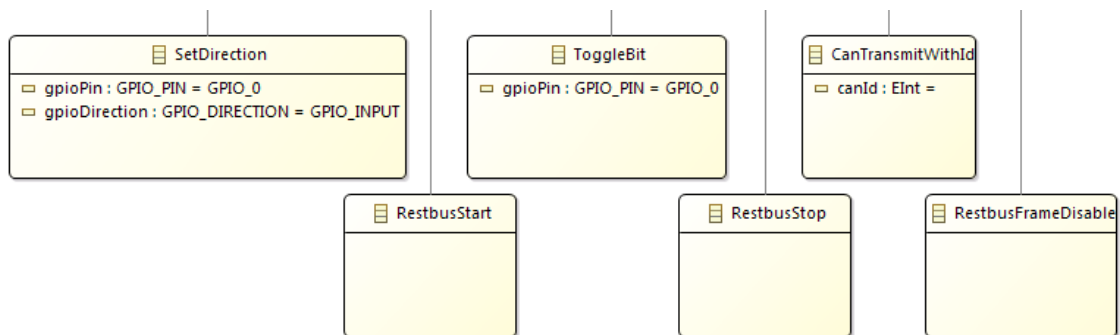 SetDirection
gpioPin : GPIO_PIN = GPIO_0
gpioDirection : GPIO_DIRECTION = GPIO_INPUT
ToggleBit
gpioPin : GPIO_PIN = GPIO_0
CanTransmitWithId
canId : EInt =
RestbusStart
RestbusStop
RestbusFrameDisable